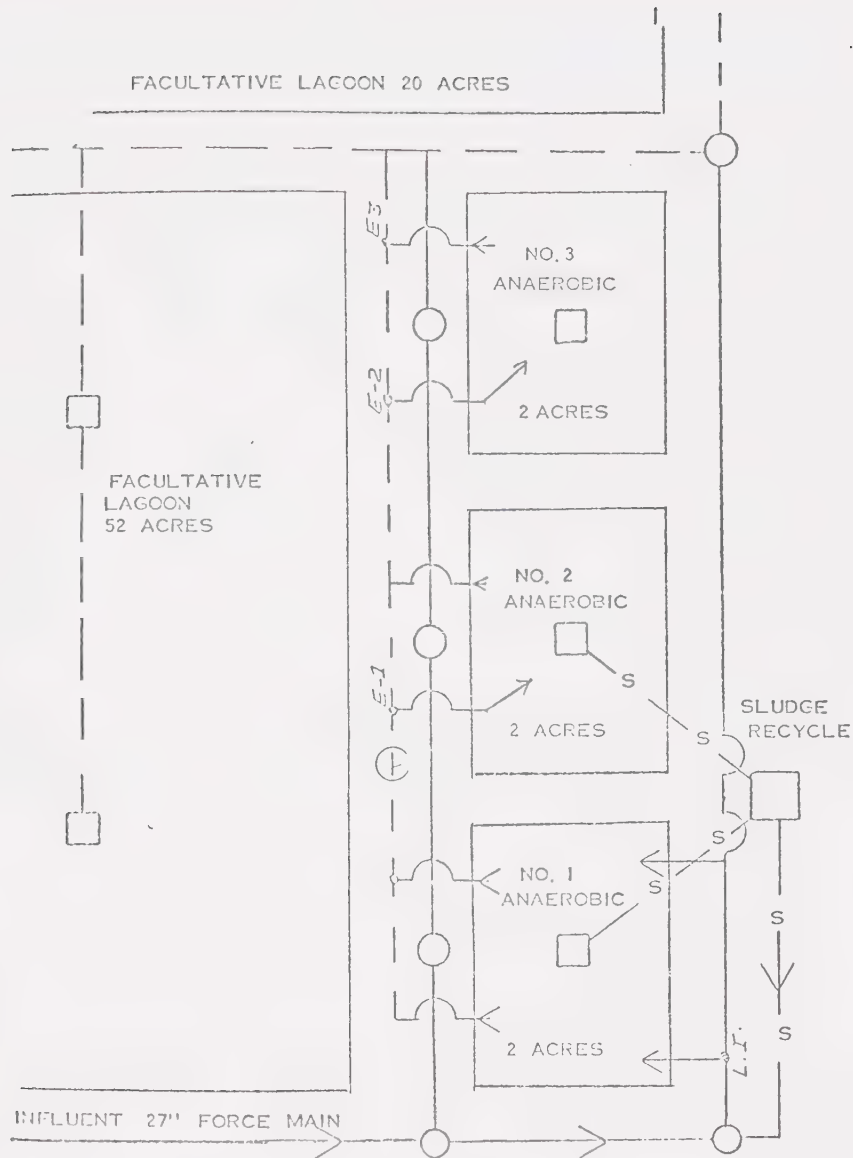 FACULTATIVE LAGOON 20 ACRES
E3
NO. 3
ANAEROBIC
E-2
2 ACRES
FACULTATIVE
LAGOON
52 ACRES
NO. 2
ANAEROBIC
S
E-1
2 ACRES
S
SLUDGE
RECYCLE
S
NO. 1
ANAEROBIC
S
S
S
2 ACRES
L.I.
INFLUENT 27" FORCE MAIN